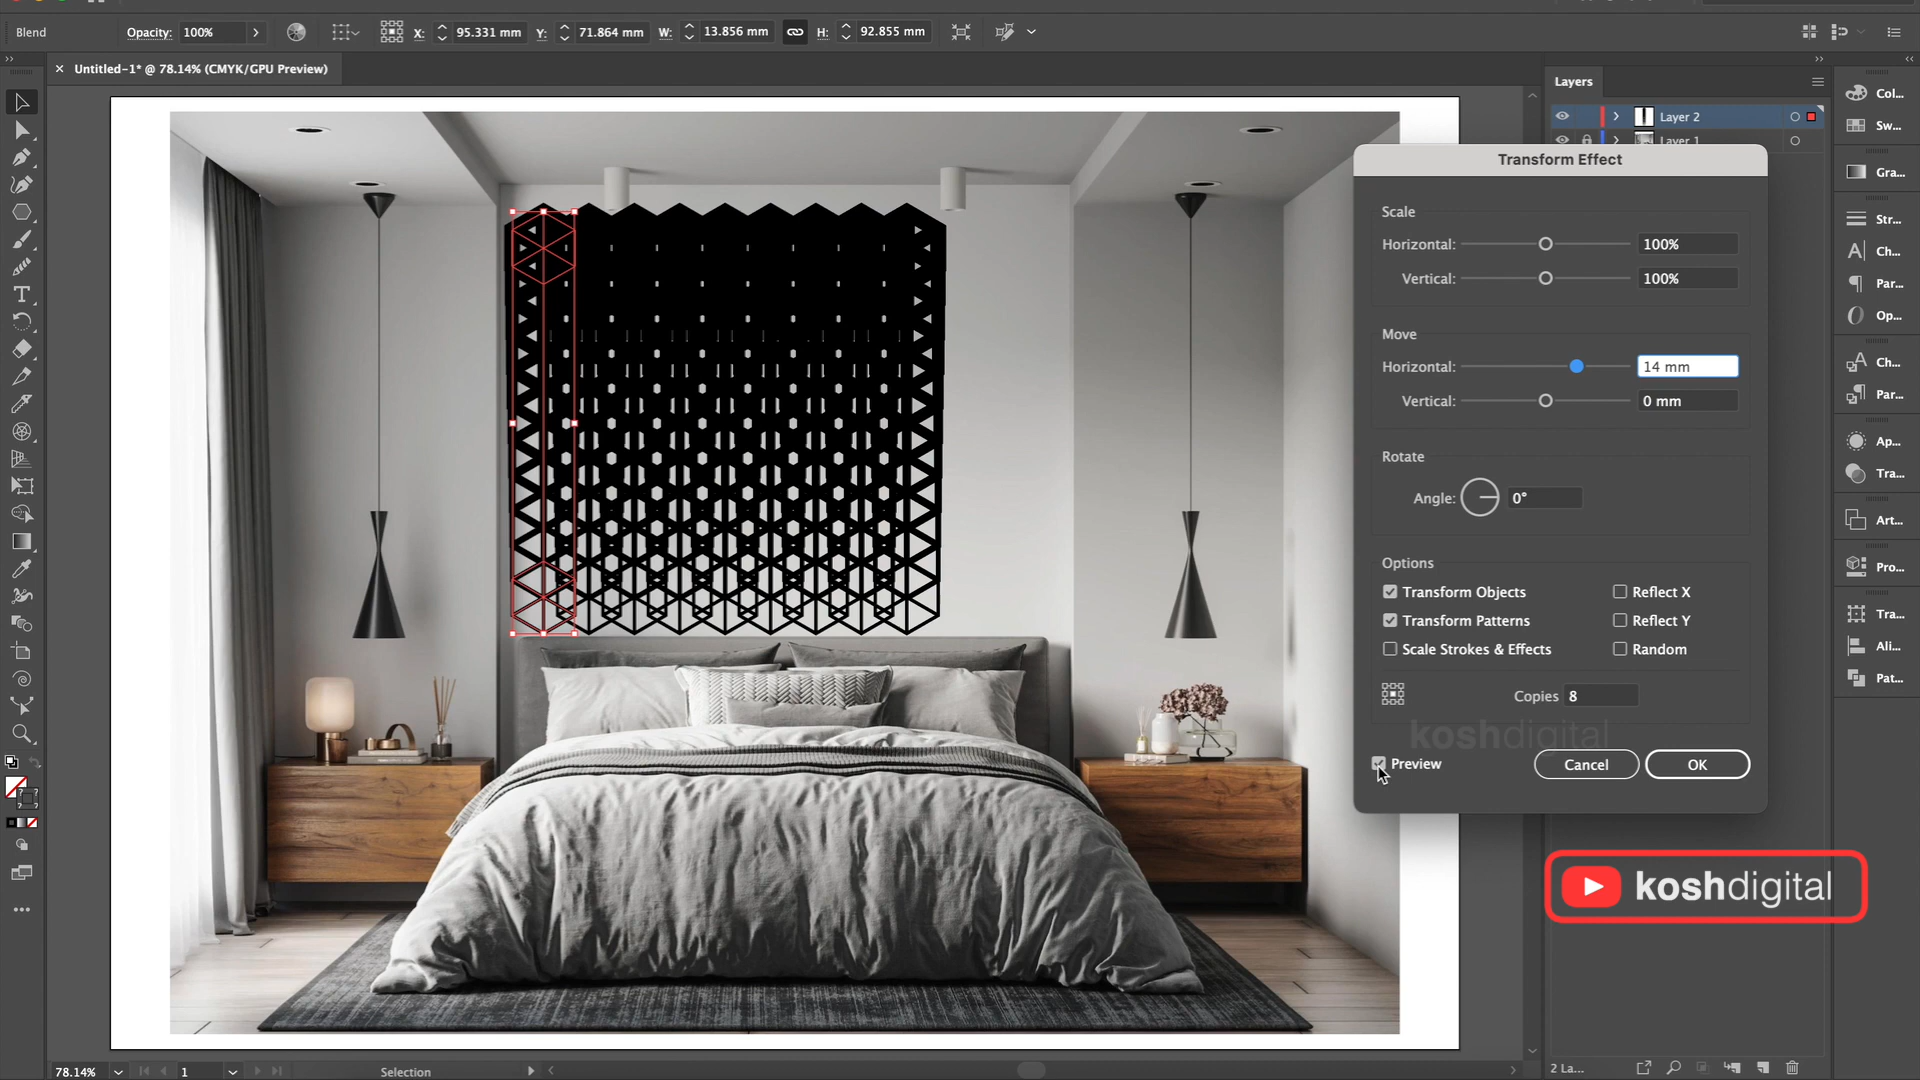 Blend
Opacity: 100%
X: 95.331 mm
Y: 71.864 mm
W: 13.856 mm
H: 92.855 mm
Untitled-1* @ 78.14% (CMYK/GPU Preview)
Layers
Layer 2
Layer 1
Col...
Sw...
Gra...
Str...
Ch...
Par...
Op...
Ch...
Par...
Ap...
Tra...
Art...
Pro...
Tra...
Ali...
Pat...
Transform Effect
Scale
Horizontal: 100%
Vertical: 100%
Move
Horizontal: 14 mm
Vertical: 0 mm
Rotate
Angle: 0°
Options
Transform Objects
Reflect X
Transform Patterns
Reflect Y
Scale Strokes & Effects
Random
Copies 8
koshdigital
Preview
Cancel
OK
koshdigital
78.14%
1
Selection
2 La...